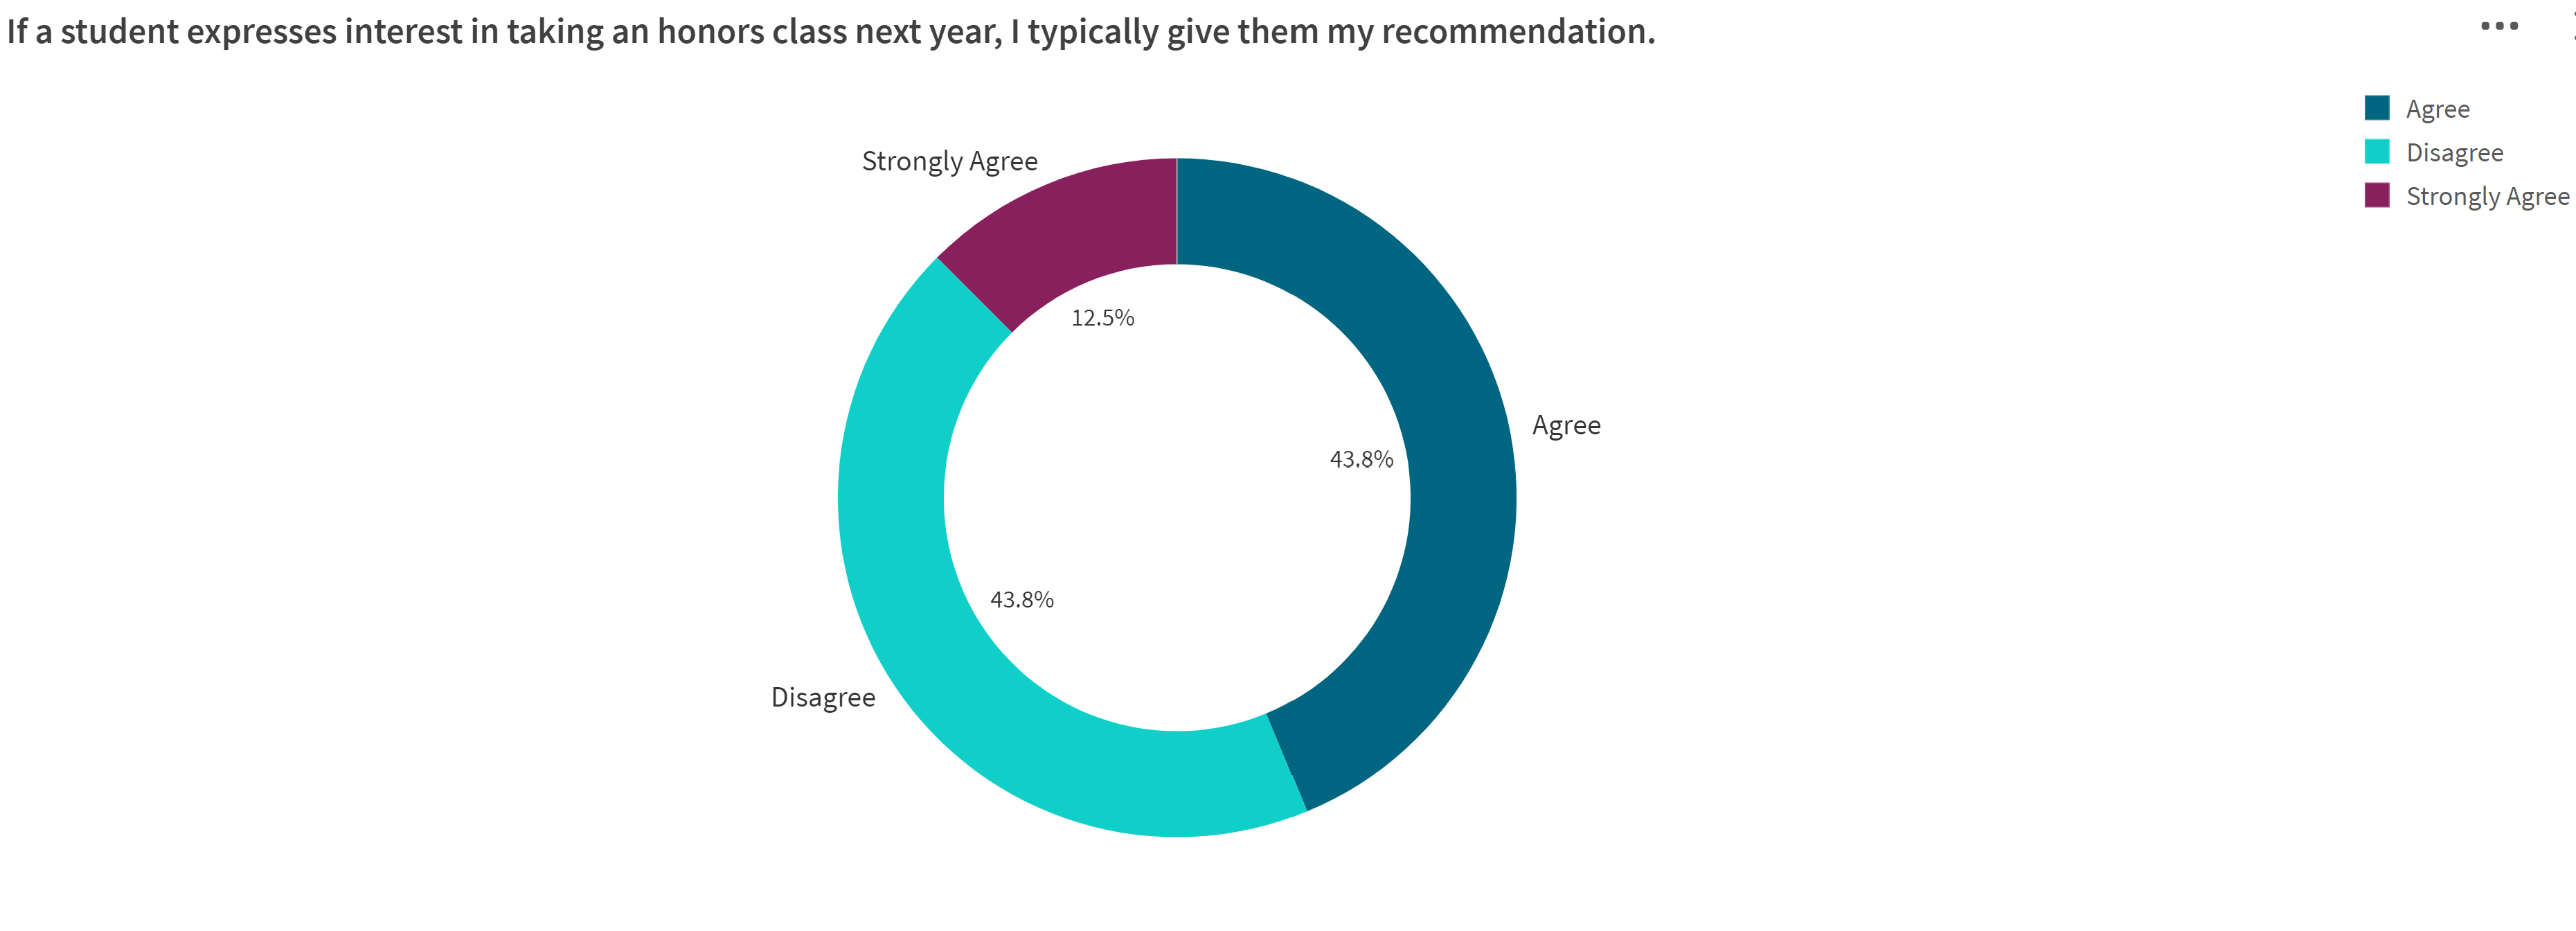 If a student expresses interest in taking an honors class next year, I typically give them my recommendation.
Agree
Disagree
Strongly Agree
Strongly Agree
12.5%
Agree
43.8%
43.8%
Disagree